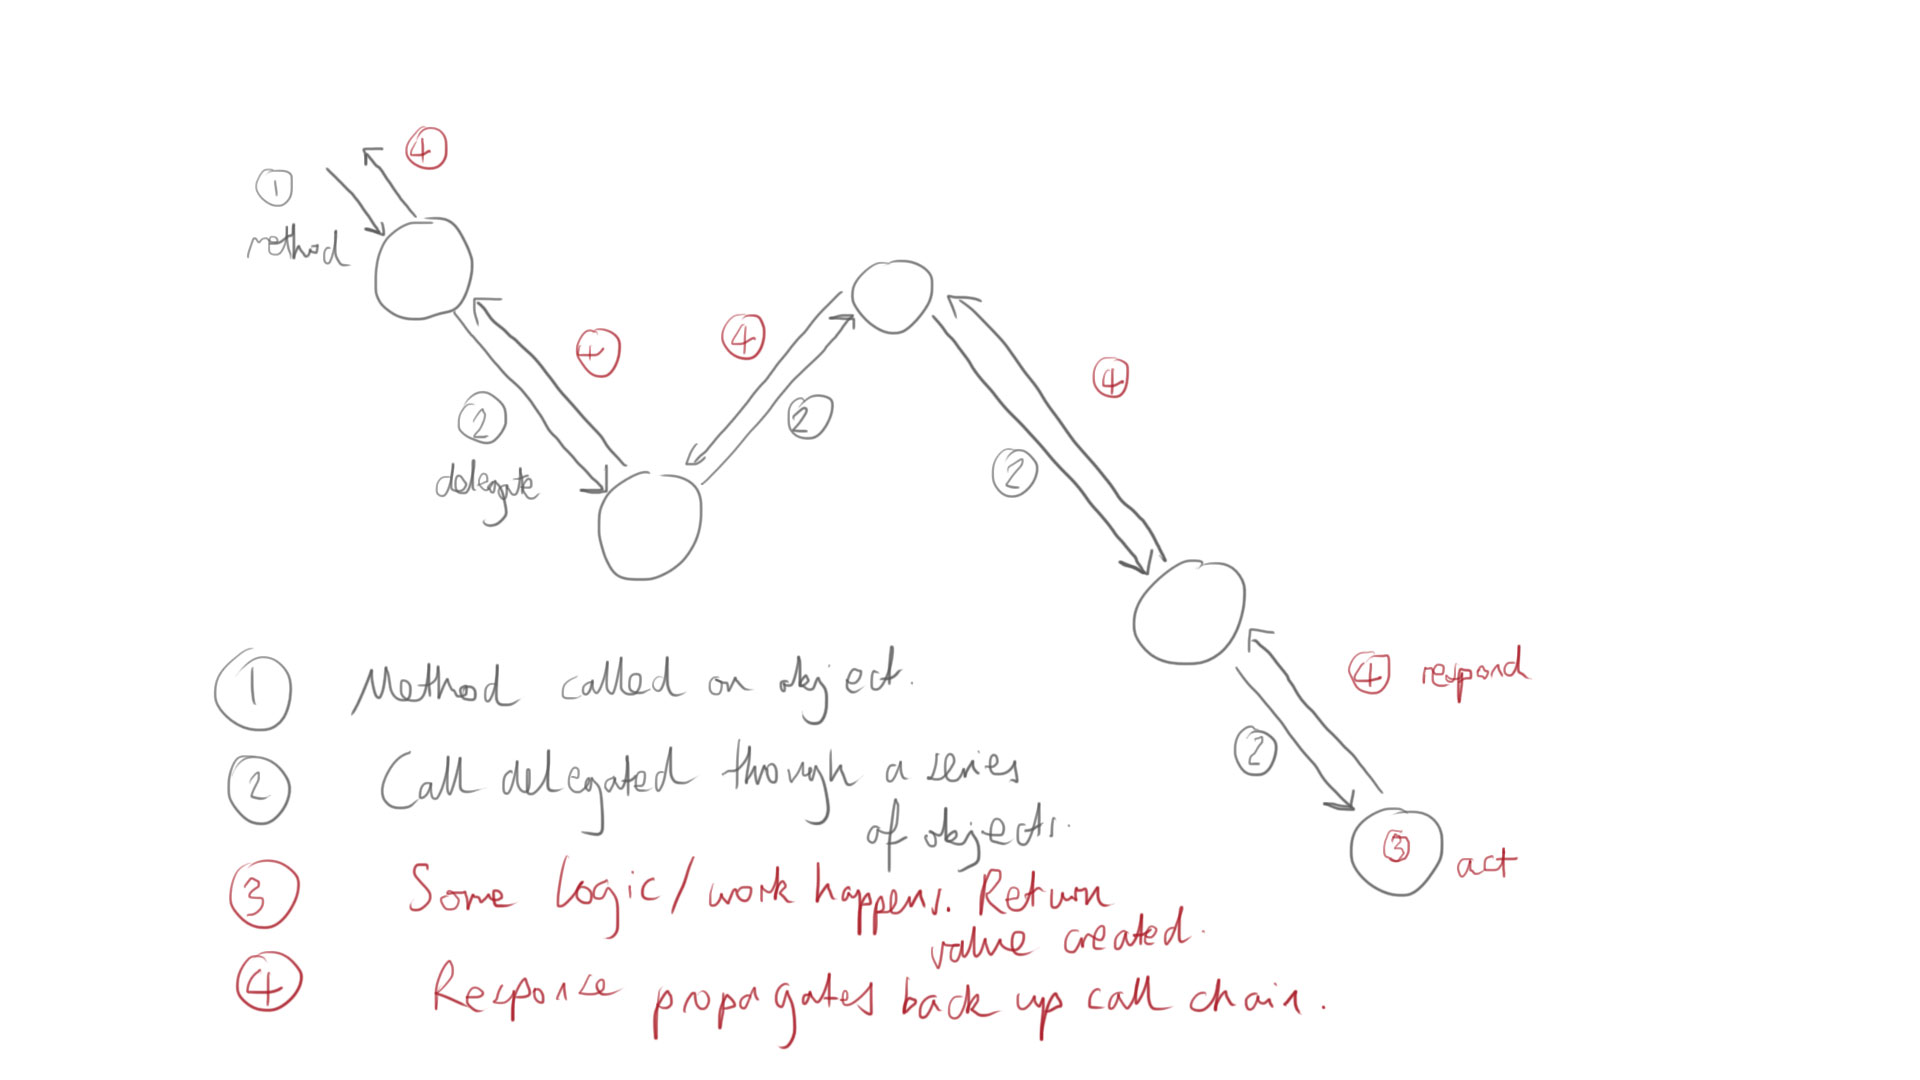 4
1
method
4
4
2
2
delegate
4
2
1 Method called on object.
4 respond
2
2 Call delegated through a series
of objects.
3 act
3 Some logic/work happens. Return
value created.
4 Response propagates back up call chain.